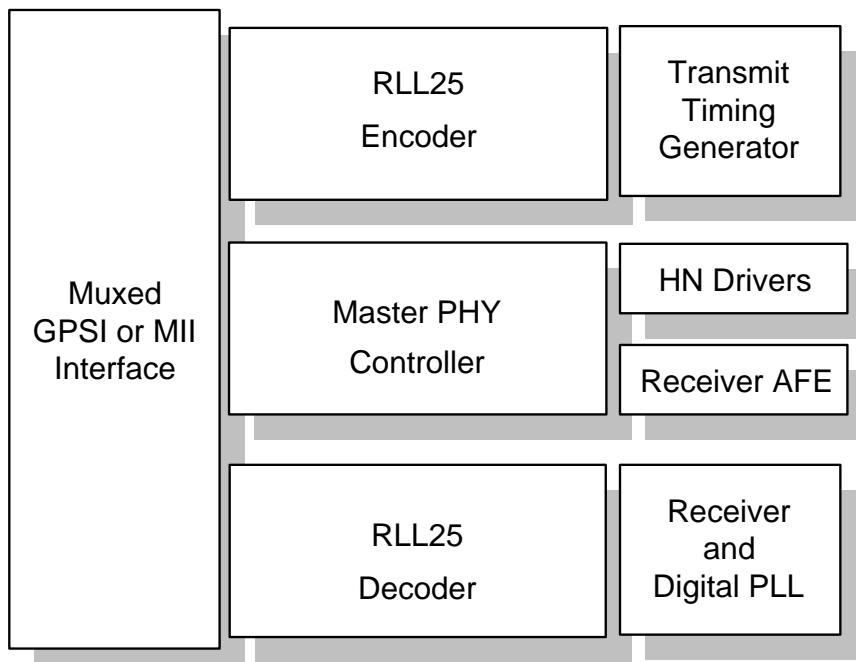 Muxed
GPSI or MII
Interface
RLL25
Encoder
Transmit
Timing
Generator
Master PHY
Controller
HN Drivers
Receiver AFE
RLL25
Decoder
Receiver
and
Digital PLL